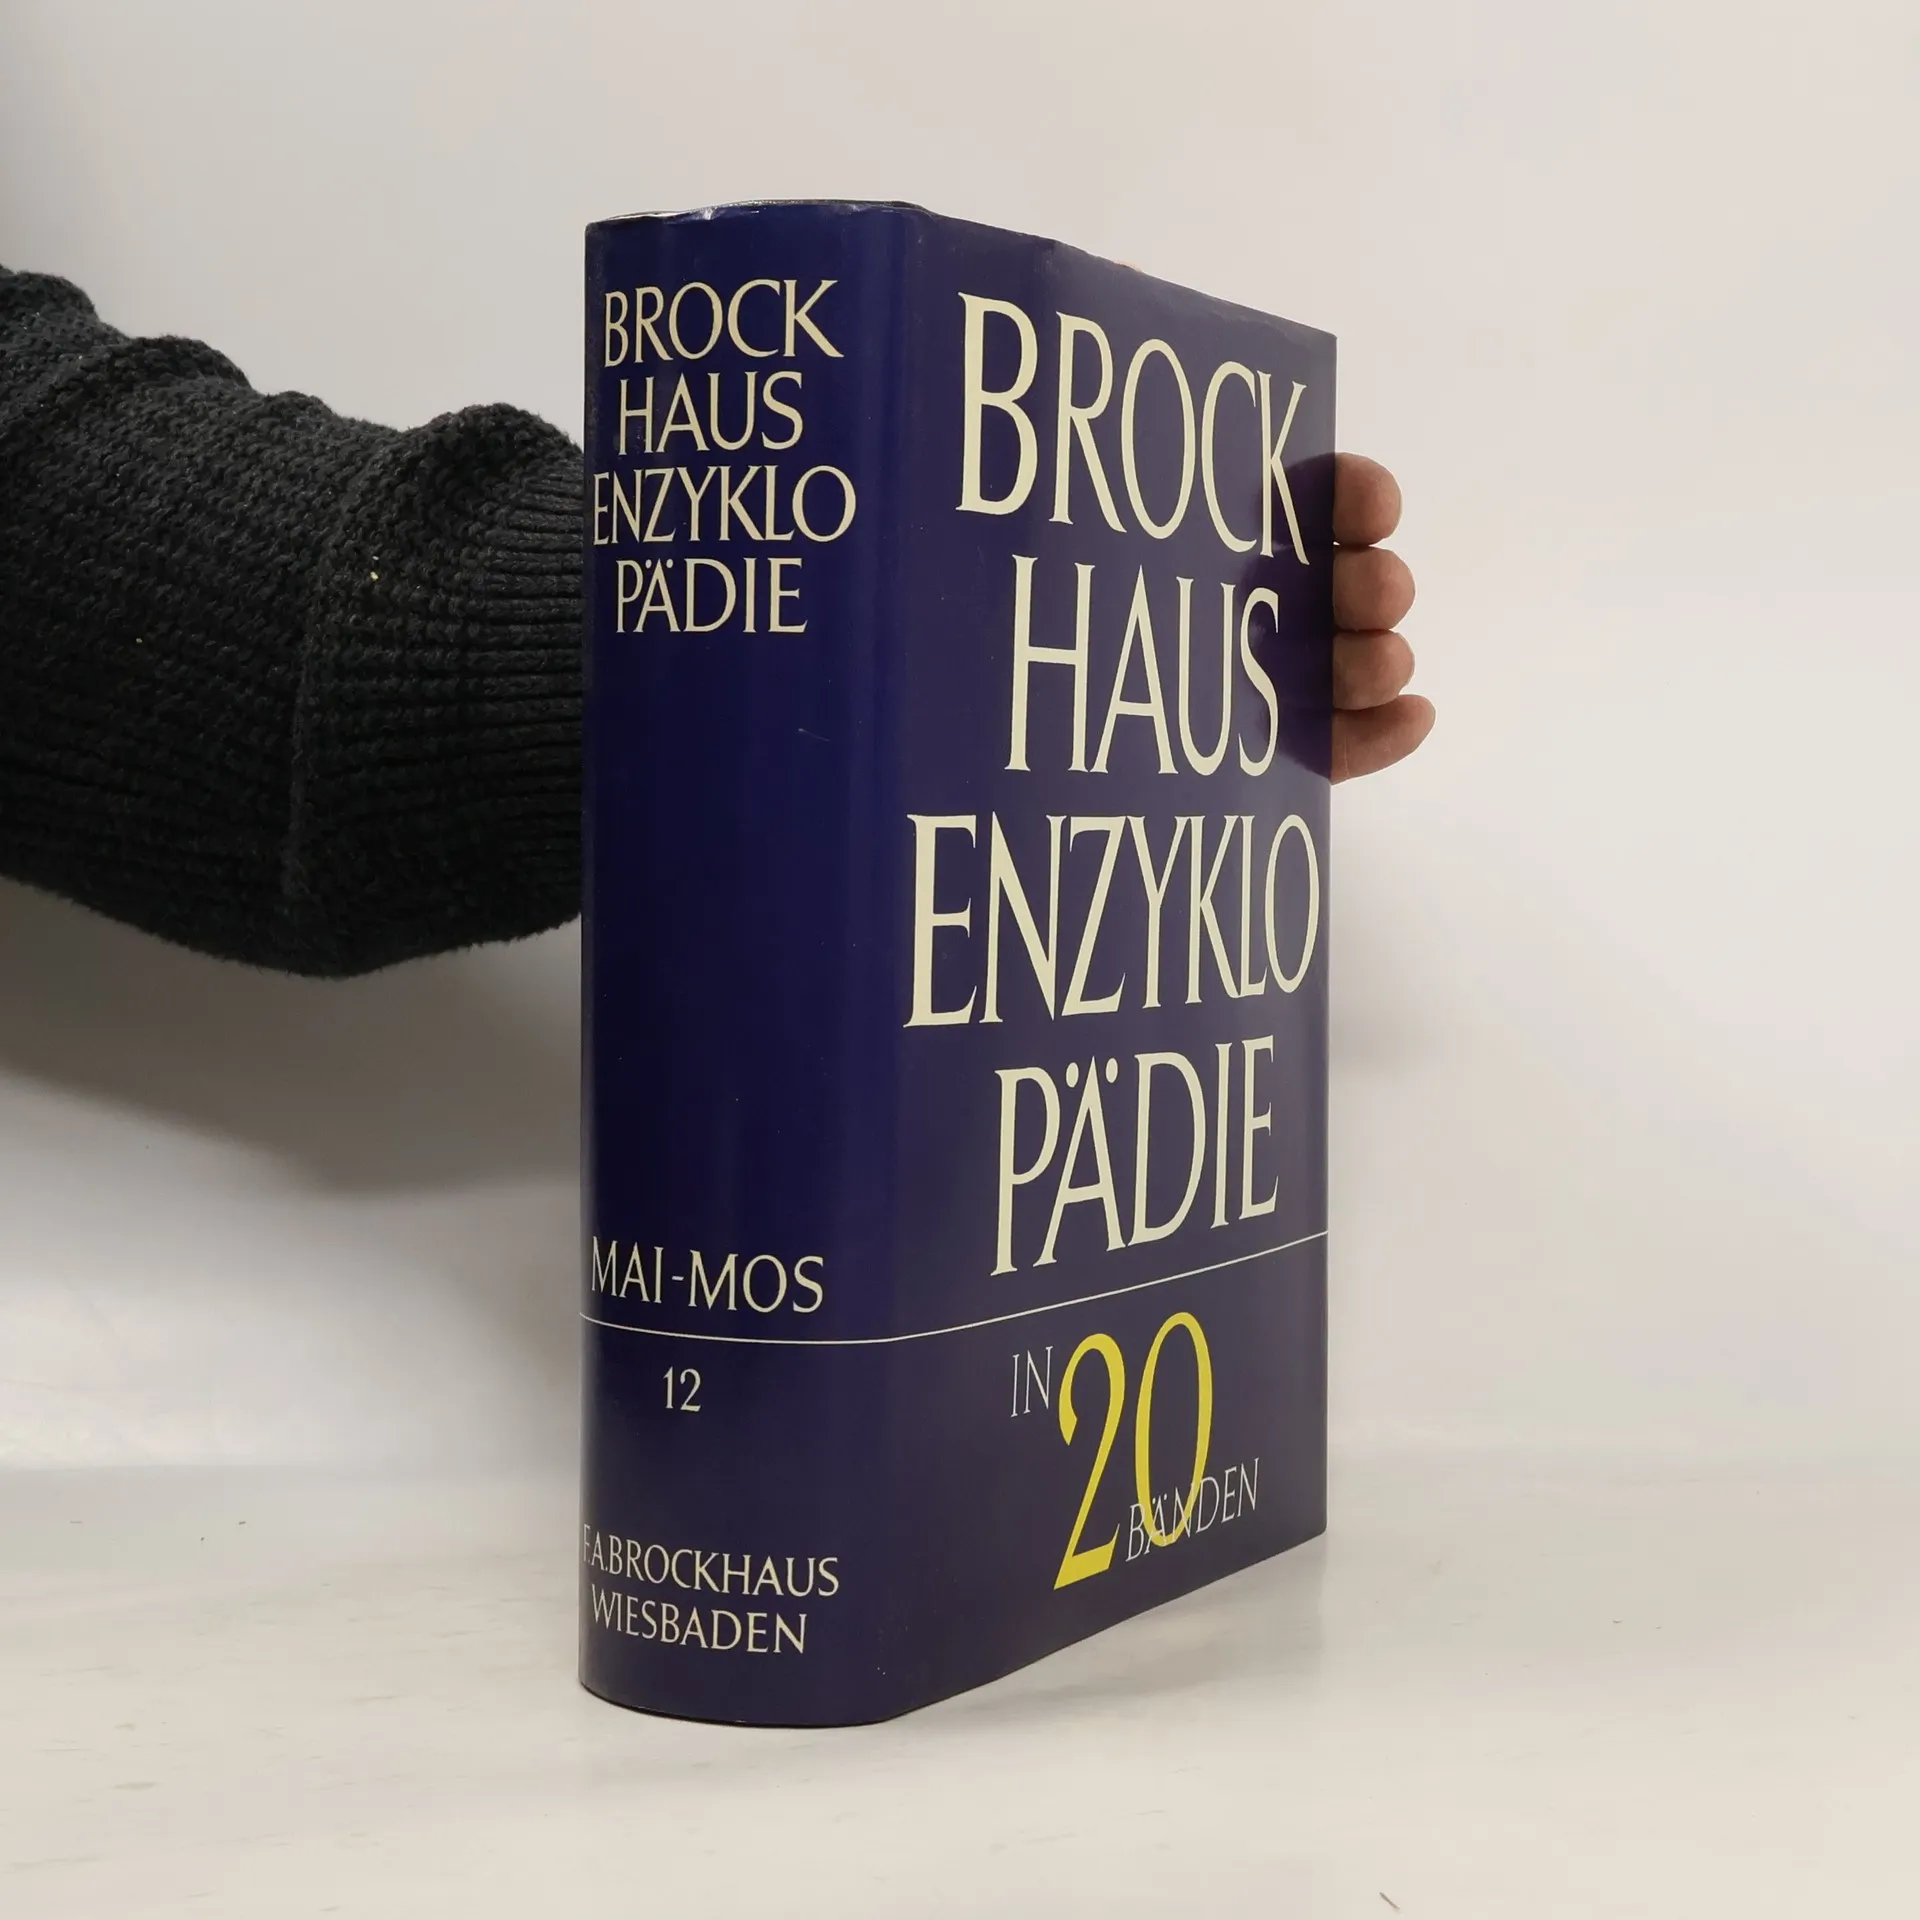 BROCK
HAUS
ENZYKLO
PÄDIE
MAI-MOS
12
F.A.BROCKHAUS
WIESBADEN
BROCK
HAUS
ENZYKLO
PÄDIE
IN 20
BÄNDEN